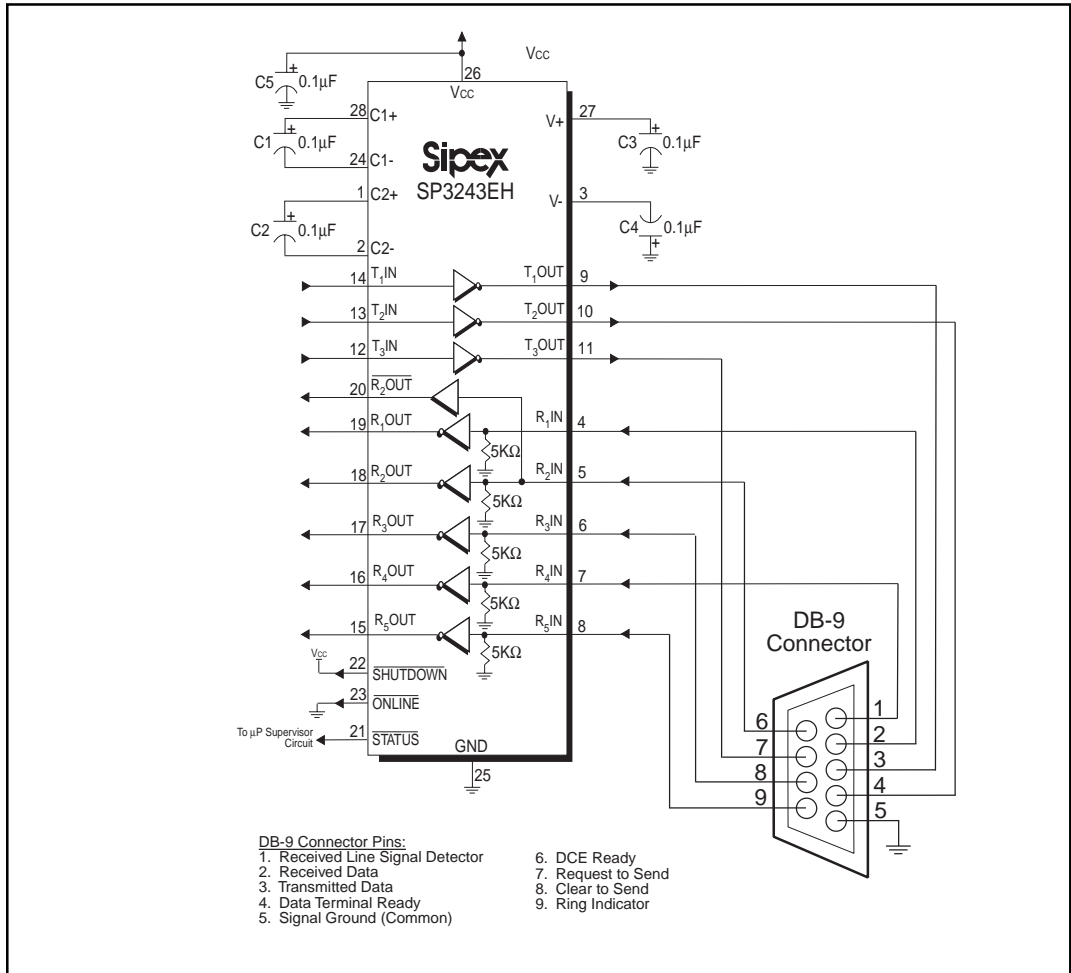 Vcc
26
Vcc
C5
+
0.1µF
28
C1+
C1
+
0.1µF
24
C1-
1
C2+
C2
+
0.1µF
2
C2-
Sipex
SP3243EH
V+
27
C3
+
0.1µF
V-
3
C4
0.1µF
+
14
T1IN
T1OUT
9
13
T2IN
T2OUT
10
12
T3IN
T3OUT
11
20
R2OUT
19
R1OUT
R1IN
4
5KΩ
18
R2OUT
R2IN
5
5KΩ
17
R3OUT
R3IN
6
5KΩ
16
R4OUT
R4IN
7
5KΩ
15
R5OUT
R5IN
8
5KΩ
Vcc
22
SHUTDOWN
23
ONLINE
To µP Supervisor
Circuit
21
STATUS
GND
25
DB-9
Connector
6
7
8
9
1
2
3
4
5
DB-9 Connector Pins:
1. Received Line Signal Detector
2. Received Data
3. Transmitted Data
4. Data Terminal Ready
5. Signal Ground (Common)
6. DCE Ready
7. Request to Send
8. Clear to Send
9. Ring Indicator